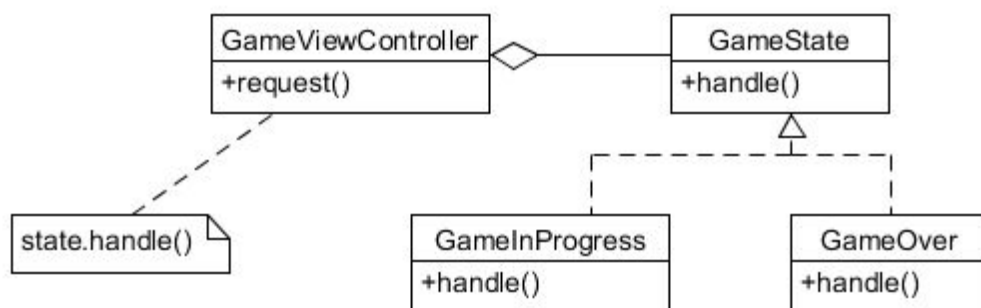 GameViewController
+request()
GameState
+handle()
state.handle()
GameInProgress
+handle()
GameOver
+handle()